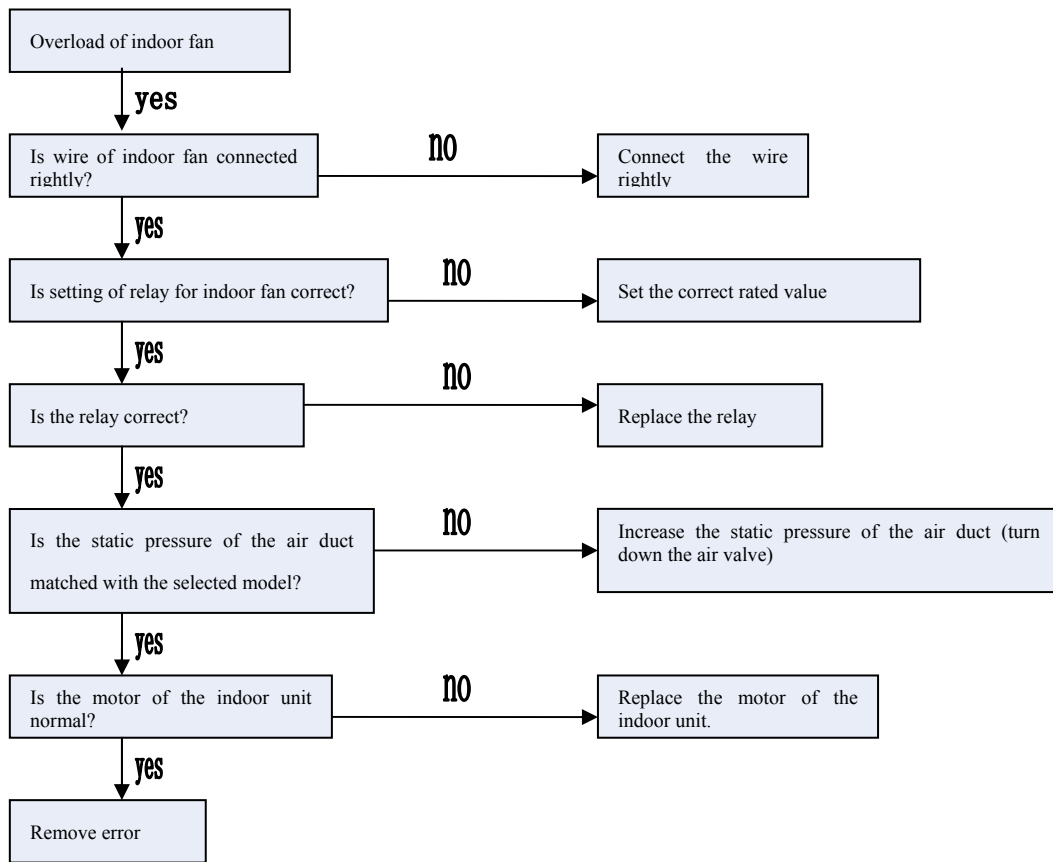 Overload of indoor fan
yes
Is wire of indoor fan connected
rightly?
no
Connect the wire
rightly
yes
Is setting of relay for indoor fan correct?
no
Set the correct rated value
yes
Is the relay correct?
no
Replace the relay
yes
Is the static pressure of the air duct
matched with the selected model?
no
Increase the static pressure of the air duct (turn
down the air valve)
yes
Is the motor of the indoor unit
normal?
no
Replace the motor of the
indoor unit.
yes
Remove error